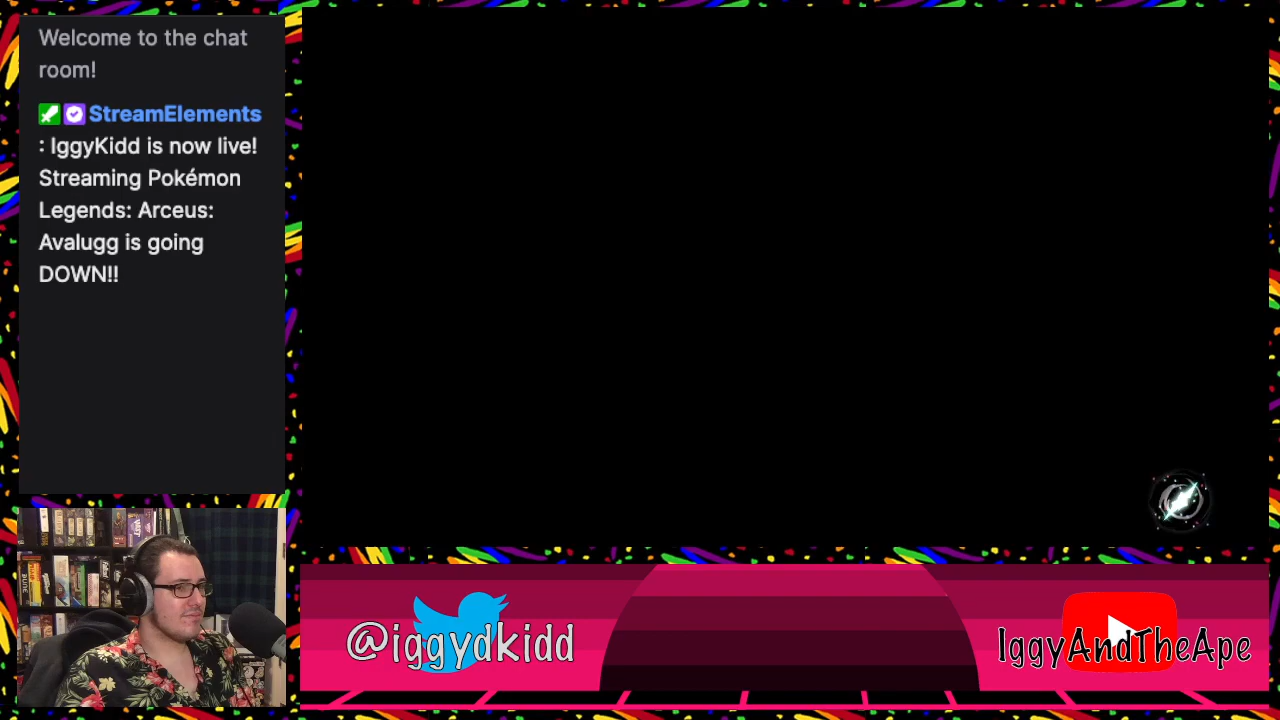 Welcome to the chat
room!
StreamElements
: IggyKidd is now live!
Streaming Pokémon
Legends: Arceus:
Avalugg is going
DOWN!!
@iggydkidd
IggyAndTheApe